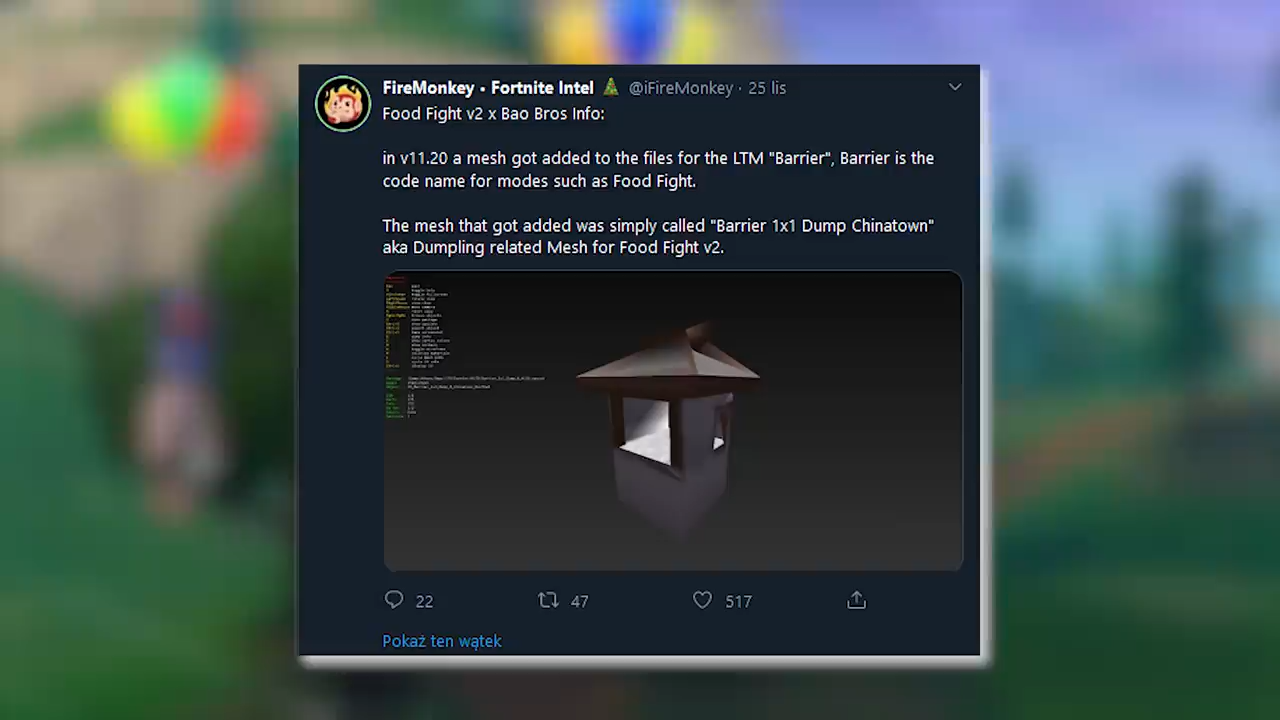 FireMonkey • Fortnite Intel 🎄 @iFireMonkey · 25 lis
Food Fight v2 x Bao Bros Info:
in v11.20 a mesh got added to the files for the LTM "Barrier", Barrier is the
code name for modes such as Food Fight.
The mesh that got added was simply called "Barrier 1x1 Dump Chinatown"
aka Dumpling related Mesh for Food Fight v2.
22 47 517
Pokaż ten wątek